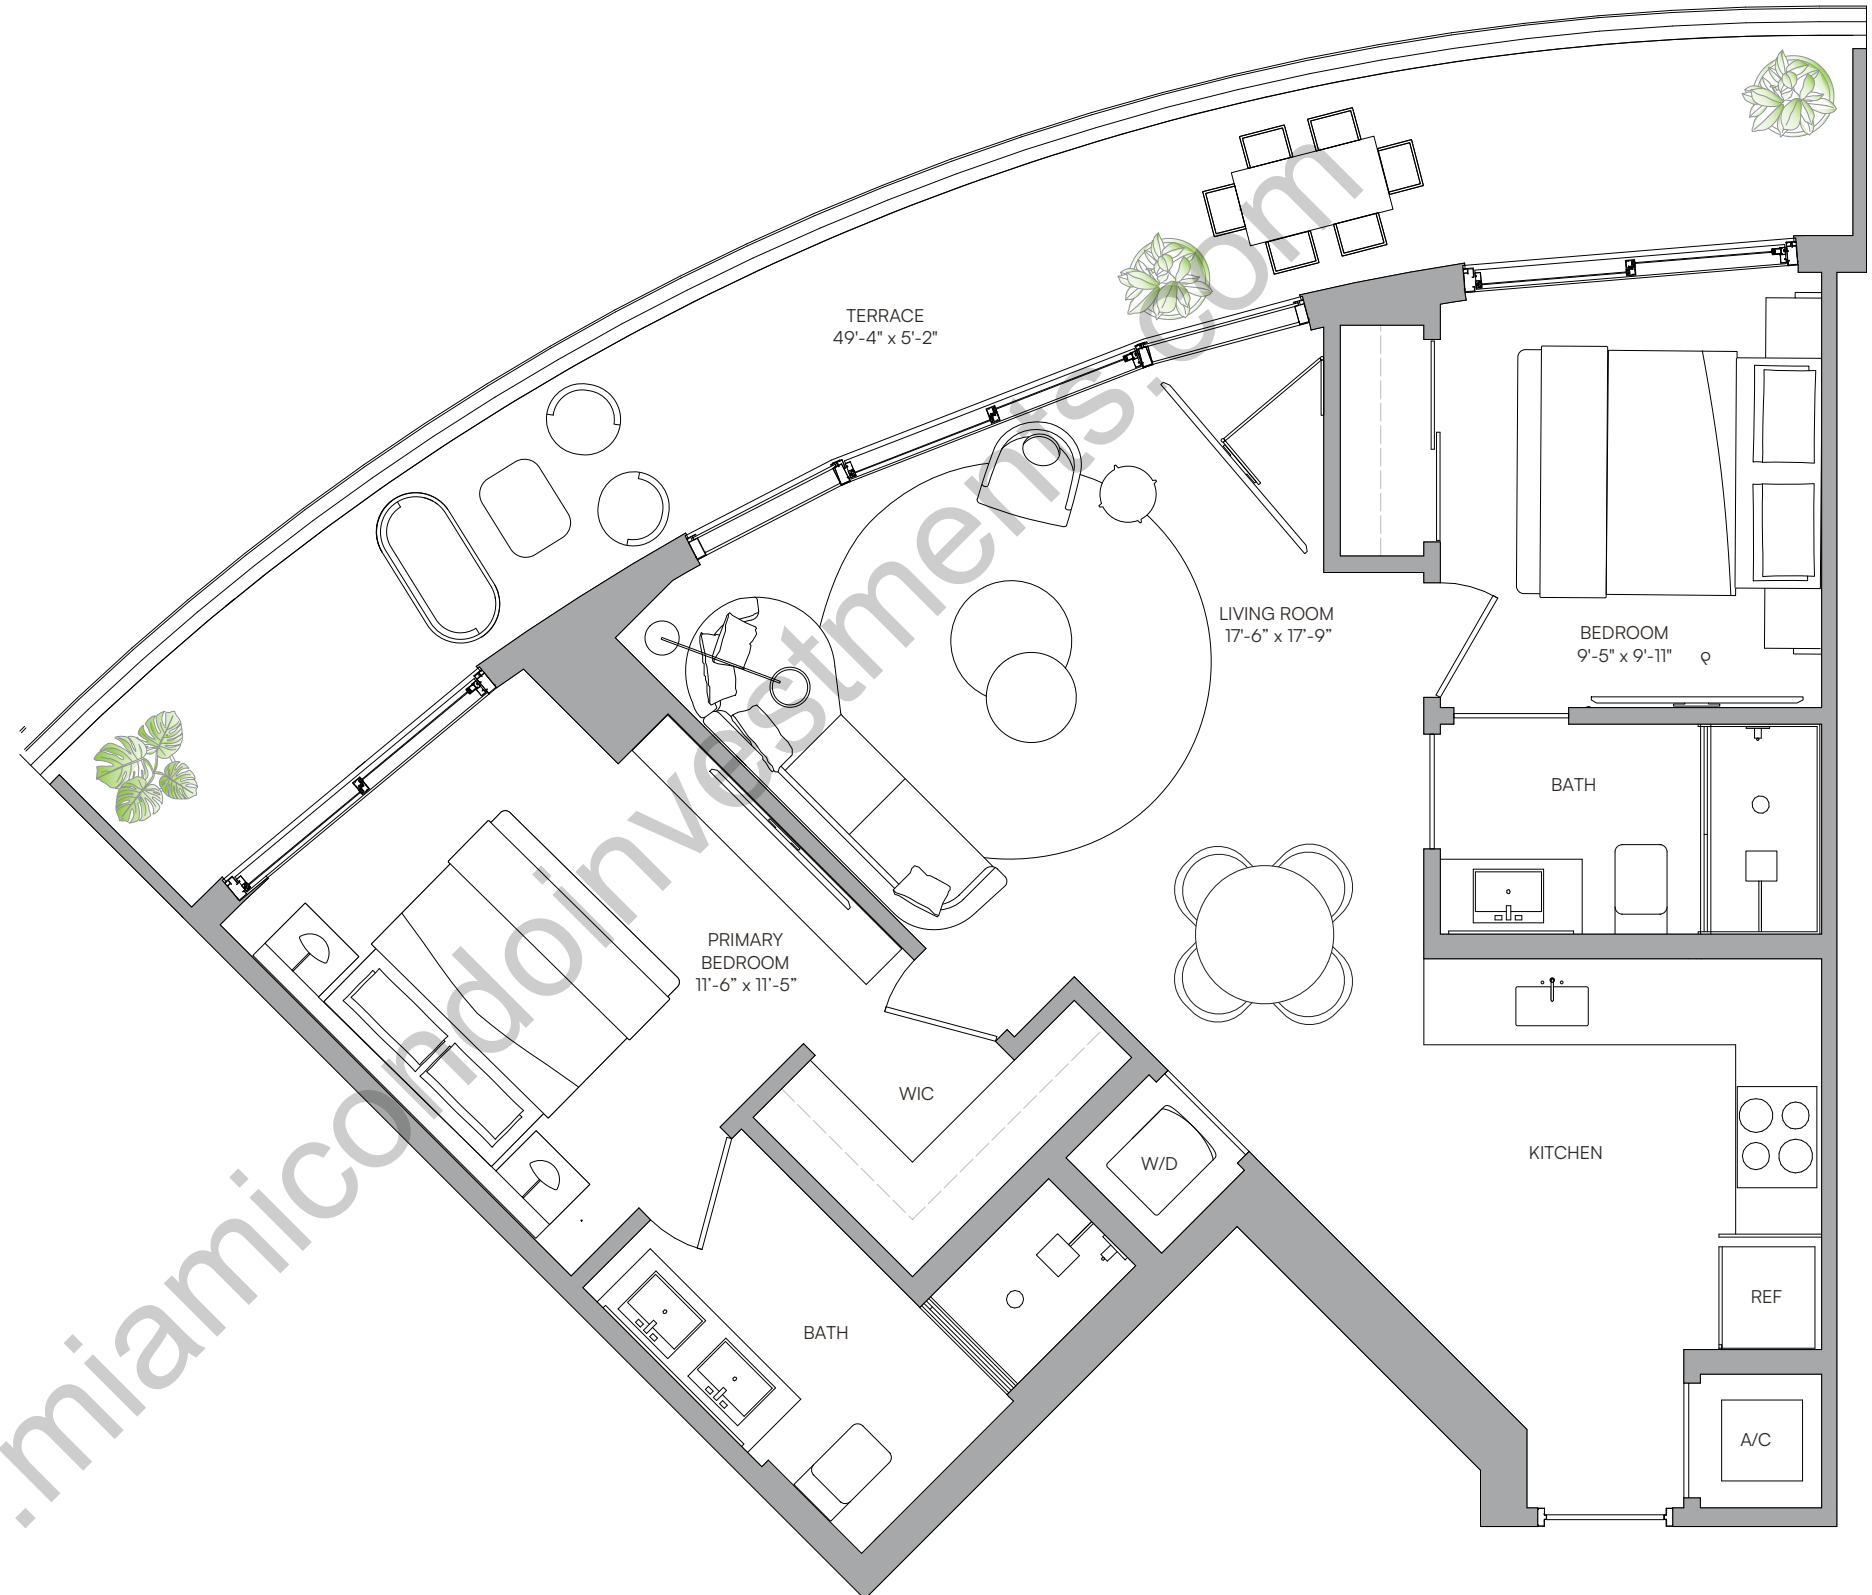 TERRACE
49'-4" x 5'-2"
LIVING ROOM
17'-6” x 17’-9”
BEDROOM
9'-5" x 9'-11"
BATH
PRIMARY
BEDROOM
11’-6” x 11’-5”
WIC
W/D
KITCHEN
REF
BATH
A/C
.miamicondoinvestments.com